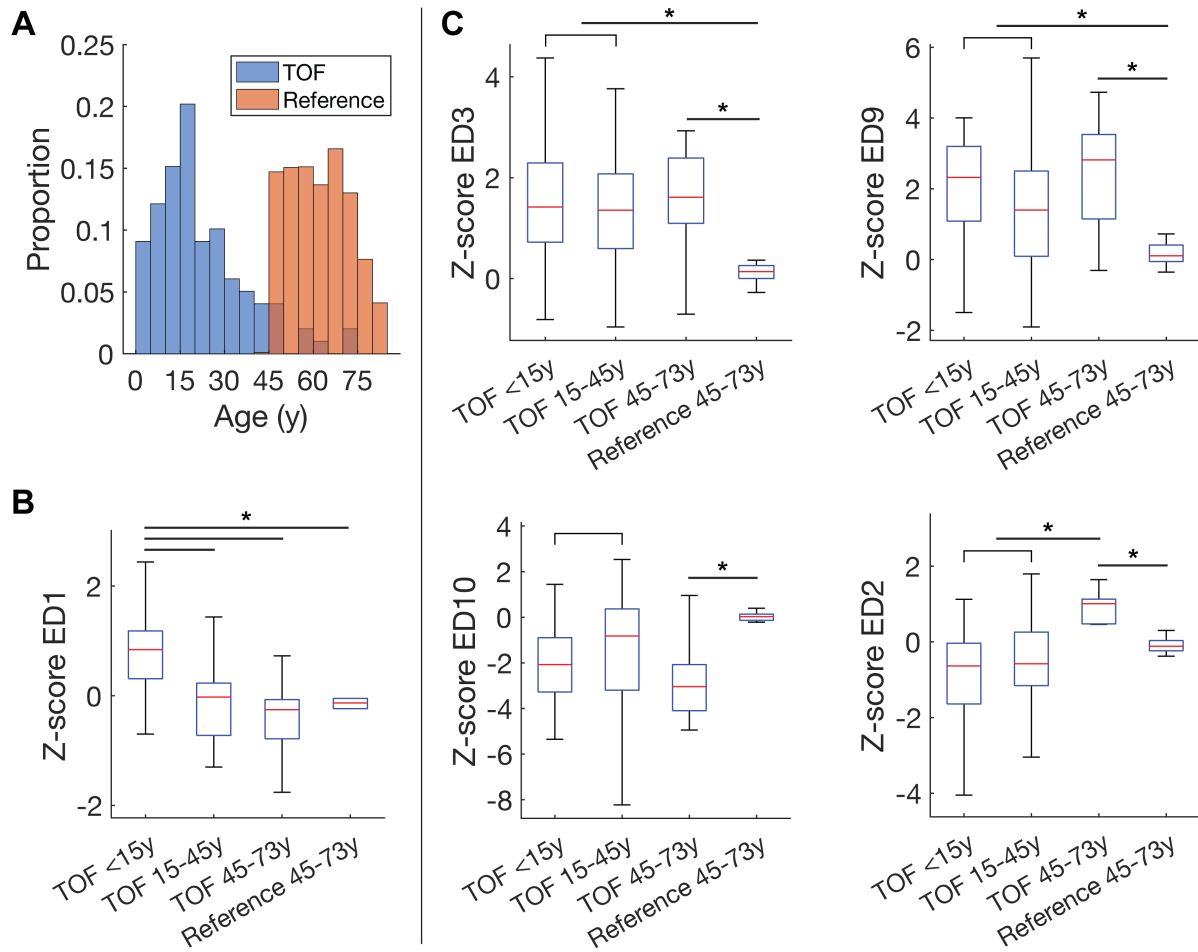 A
0.25
0.2
0.15
0.1
0.05
0
Proportion
TOF
Reference
0 15 30 45 60 75
Age (y)
B
*
2
0
-2
Z-score ED1
TOF <15y
TOF 15-45y
TOF 45-73y
Reference 45-73y
C
*
*
4
2
0
Z-score ED3
TOF <15y
TOF 15-45y
TOF 45-73y
Reference 45-73y
*
*
6
4
2
0
-2
Z-score ED9
TOF <15y
TOF 15-45y
TOF 45-73y
Reference 45-73y
*
4
2
0
-2
-4
-6
-8
Z-score ED10
TOF <15y
TOF 15-45y
TOF 45-73y
Reference 45-73y
*
*
2
0
-2
-4
Z-score ED2
TOF <15y
TOF 15-45y
TOF 45-73y
Reference 45-73y